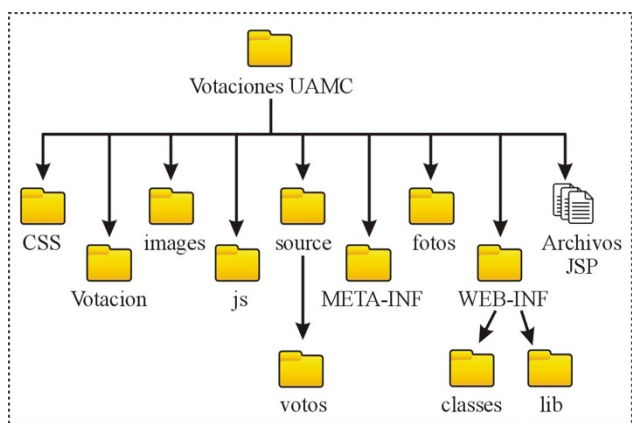 Votaciones UAMC
CSS
images
source
fotos
Archivos
JSP
Votacion
js
META-INF
WEB-INF
votos
classes
lib